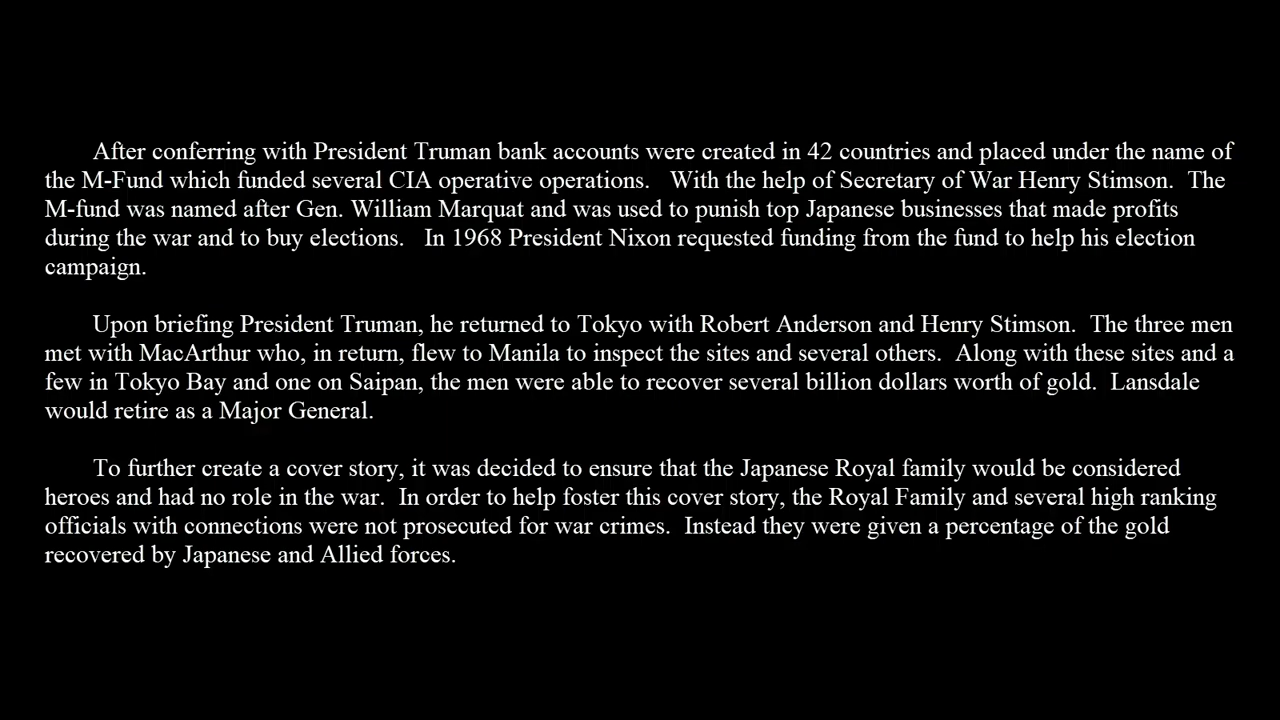 After conferring with President Truman bank accounts were created in 42 countries and placed under the name of
the M-Fund which funded several CIA operative operations.   With the help of Secretary of War Henry Stimson.  The
M-fund was named after Gen. William Marquat and was used to punish top Japanese businesses that made profits
during the war and to buy elections.   In 1968 President Nixon requested funding from the fund to help his election
campaign.
Upon briefing President Truman, he returned to Tokyo with Robert Anderson and Henry Stimson.  The three men
met with MacArthur who, in return, flew to Manila to inspect the sites and several others.  Along with these sites and a
few in Tokyo Bay and one on Saipan, the men were able to recover several billion dollars worth of gold.  Lansdale
would retire as a Major General.
To further create a cover story, it was decided to ensure that the Japanese Royal family would be considered
heroes and had no role in the war.  In order to help foster this cover story, the Royal Family and several high ranking
officials with connections were not prosecuted for war crimes.  Instead they were given a percentage of the gold
recovered by Japanese and Allied forces.